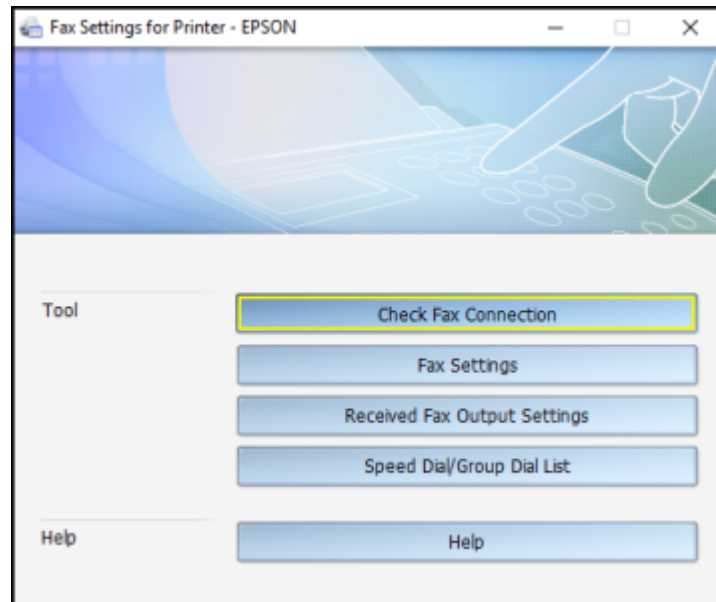 Fax Settings for Printer - EPSON
Tool
Check Fax Connection
Fax Settings
Received Fax Output Settings
Speed Dial/Group Dial List
Help
Help